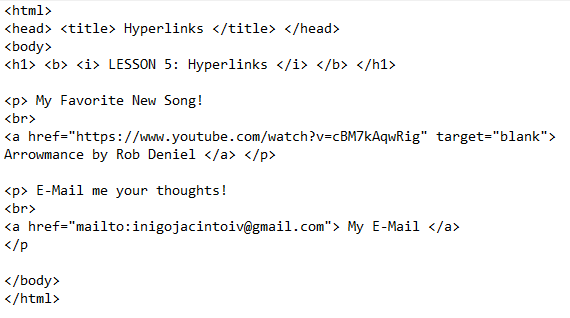 <html>
<head> <title> Hyperlinks </title> </head>
<body>
<h1> <b> <i> LESSON 5: Hyperlinks </i> </b> </h1>
<p> My Favorite New Song!
<br>
<a href="https://www.youtube.com/watch?v=cBM7kAqwRig" target="blank">
Arrowmance by Rob Deniel </a> </p>
<p> E-Mail me your thoughts!
<br>
<a href="mailto:inigojacintoiv@gmail.com"> My E-Mail </a>
</p
</body>
</html>